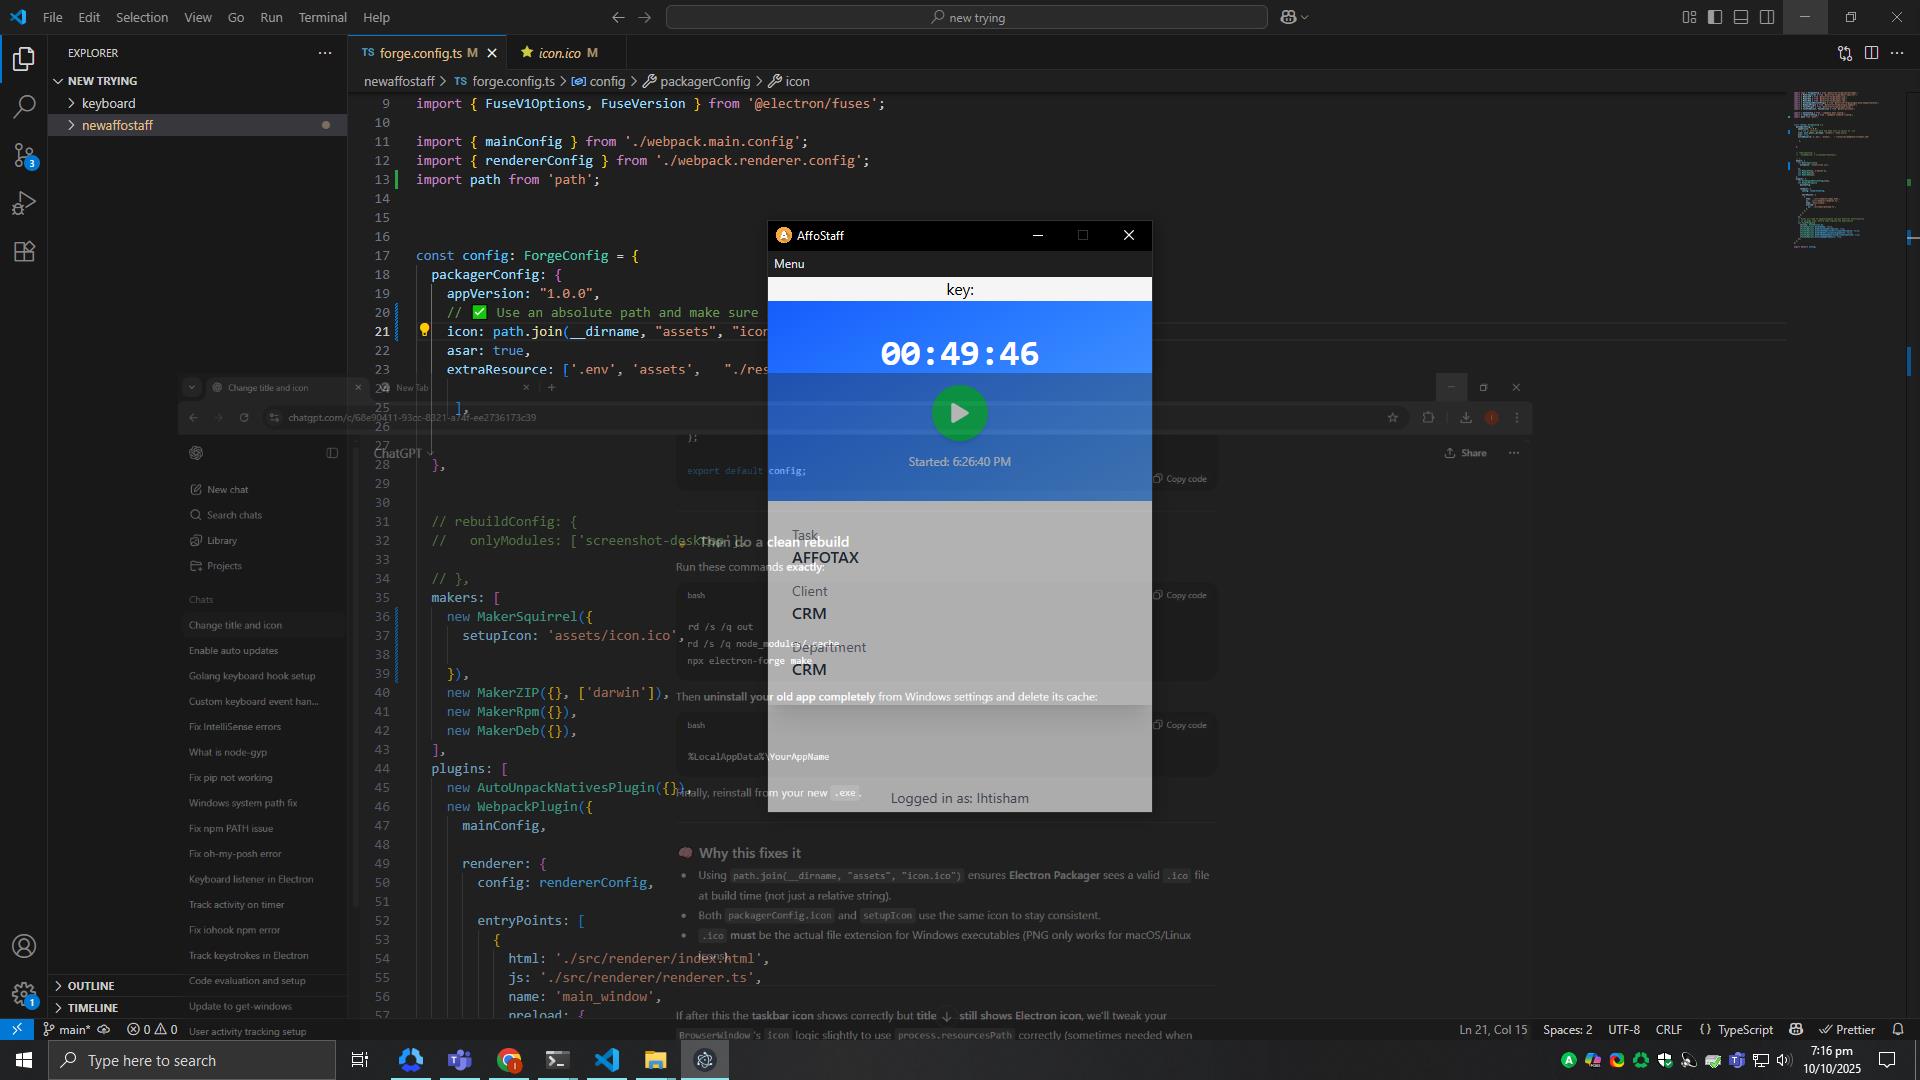 File Edit Selection View Go Run Terminal Help
new trying
EXPLORER
NEW TRYING
keyboard
newaffostaff
OUTLINE
TIMELINE
TS forge.config.ts M
icon.ico M
newaffostaff > TS forge.config.ts > config > packagerConfig > icon
9 import { FuseV1Options, FuseVersion } from '@electron/fuses';
10
11 import { mainConfig } from './webpack.main.config';
12 import { rendererConfig } from './webpack.renderer.config';
13 import path from 'path';
14
15
16
17 const config: ForgeConfig = {
18 packagerConfig: {
19 appVersion: "1.0.0",
20 // ✅ Use an absolute path and make sure
21 icon: path.join(__dirname, "assets", "icon
22 asar: true,
23 extraResource: ['.env', 'assets', "./res
24
25 ],
26
27
28 },
29
30
31 // rebuildConfig: {
32 // onlyModules: ['screenshot-desktop'],
33
34 // },
35 makers: [
36 new MakerSquirrel({
37 setupIcon: 'assets/icon.ico',
38
39 }),
40 new MakerZIP({}, ['darwin']),
41 new MakerRpm({}),
42 new MakerDeb({}),
43 ],
44 plugins: [
45 new AutoUnpackNativesPlugin({}),
46 new WebpackPlugin({
47 mainConfig,
48
49 renderer: {
50 config: rendererConfig,
51
52 entryPoints: [
53 {
54 html: './src/renderer/index.html',
55 js: './src/renderer/renderer.ts',
56 name: 'main_window',
57 preload: {
AffoStaff
Menu
key:
00:49:46
Started: 6:26:40 PM
Task
AFFOTAX
Client
CRM
Department
CRM
Logged in as: Ihtisham
Change title and icon
New Tab
chatgpt.com/c/68e90411-93cc-8321-a74f-ee2736173c39
ChatGPT
Share
New chat
Search chats
Library
Projects
Chats
Change title and icon
Enable auto updates
Golang keyboard hook setup
Custom keyboard event han...
Fix IntelliSense errors
What is node-gyp
Fix pip not working
Windows system path fix
Fix npm PATH issue
Fix oh-my-posh error
Keyboard listener in Electron
Track activity on timer
Fix iohook npm error
Track keystrokes in Electron
Code evaluation and setup
Update to get-windows
User activity tracking setup
};
export default config;
Copy code
Then do a clean rebuild
Run these commands exactly:
bash
Copy code
rd /s /q out
rd /s /q node_modules/.cache
npx electron-forge make
Then uninstall your old app completely from Windows settings and delete its cache:
bash
Copy code
%LocalAppData%\YourAppName
Finally, reinstall from your new .exe.
🧠 Why this fixes it
Using path.join(__dirname, "assets", "icon.ico") ensures Electron Packager sees a valid .ico file
at build time (not just a relative string).
Both packagerConfig.icon and setupIcon use the same icon to stay consistent.
.ico must be the actual file extension for Windows executables (PNG only works for macOS/Linux
If after this the taskbar icon shows correctly but title still shows Electron icon, we'll tweak your
BrowserWindow's icon logic slightly to use process.resourcesPath correctly (sometimes needed when
main* 0 0
Ln 21, Col 15 Spaces: 2 UTF-8 CRLF {} TypeScript Prettier
Type here to search
7:16 pm
10/10/2025